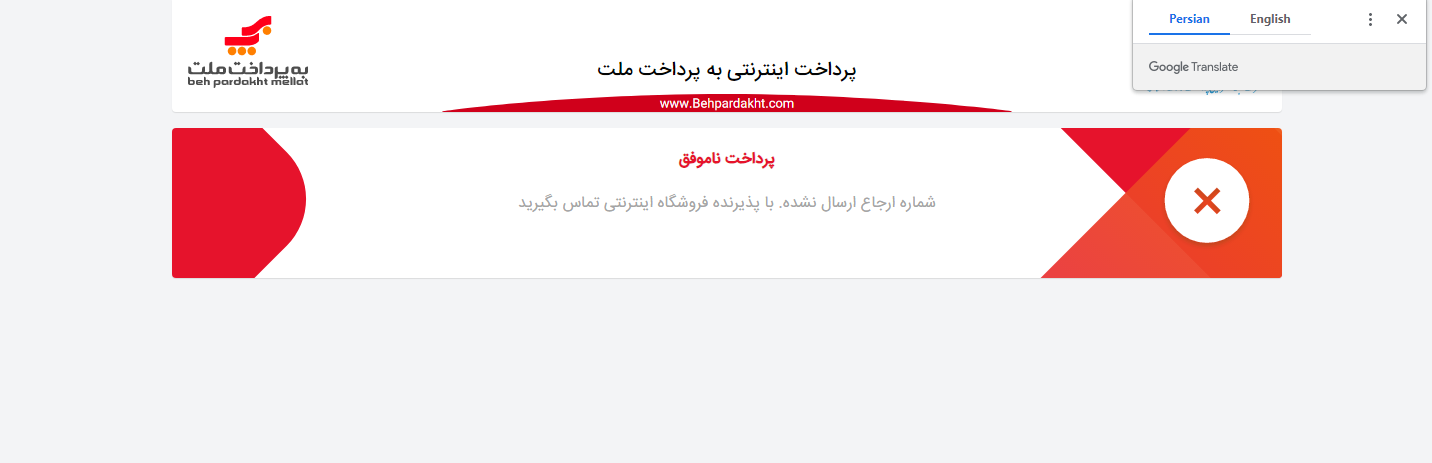 به پرداخت ملت
beh pardakht mellat
پرداخت اینترنتی به پرداخت ملت
www.Behpardakht.com
Persian
English
Google Translate
پرداخت ناموفق
شماره ارجاع ارسال نشده. با پذیرنده فروشگاه اینترنتی تماس بگیرید